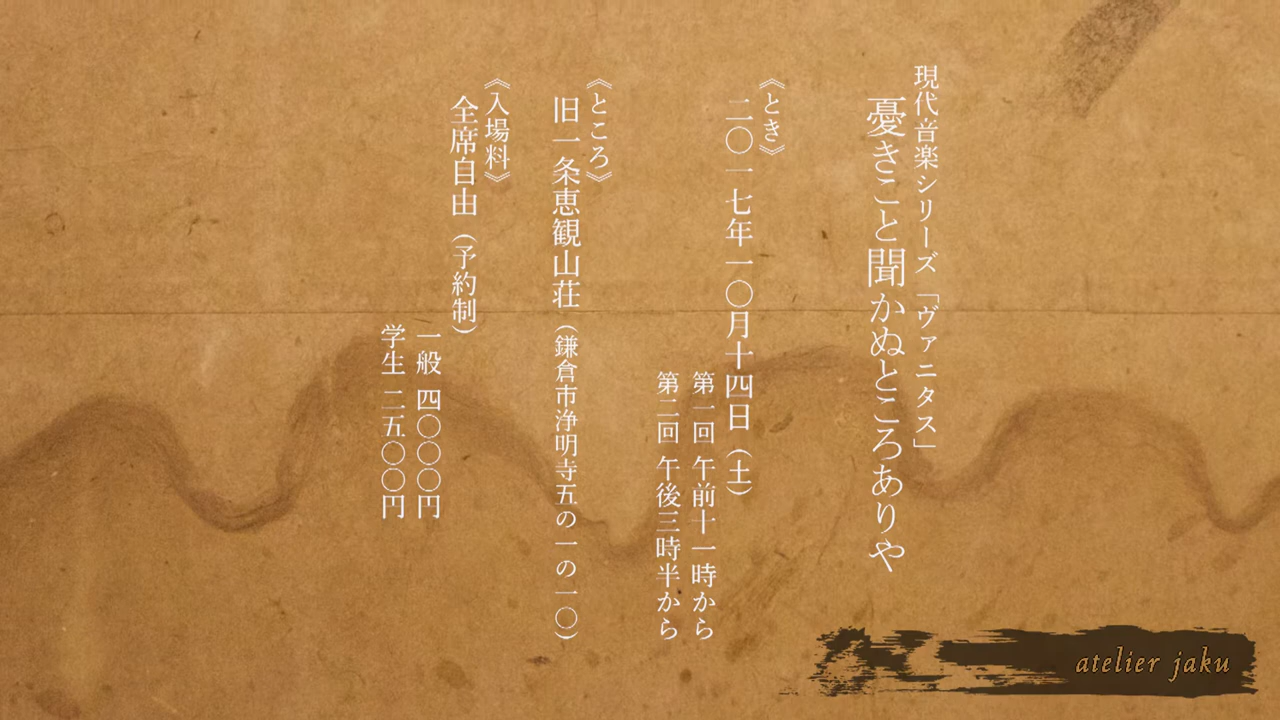 現代音楽シリーズ「ヴァニタス」
憂きこと聞かぬところありや
《とき》
二〇一七年一〇月十四日（土）
第一回 午前十一時から
第二回 午後三時半から
《ところ》
旧一条恵観山荘（鎌倉市浄明寺五の一の一〇）
《入場料》
全席自由（予約制）
一般 四〇〇〇円
学生 二五〇〇円
atelier jaku